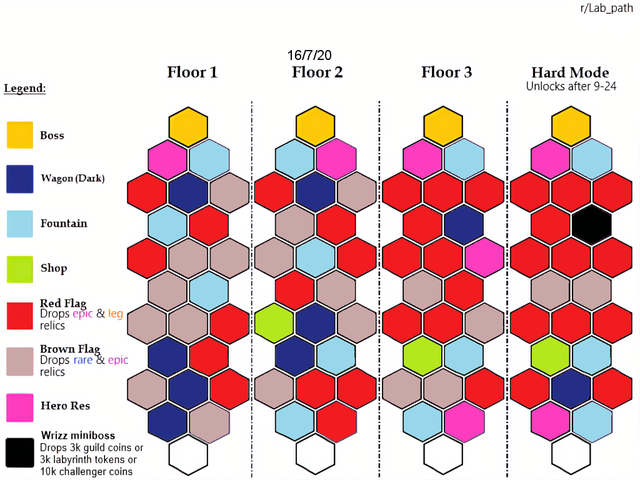 r/Lab_path
16/7/20
Floor 1
Floor 2
Floor 3
Hard Mode
Unlocks after 9-24
Legend:
Boss
Wagon (Dark)
Fountain
Shop
Red Flag
Drops epic & leg
relics
Brown Flag
Drops rare & epic
relics
Hero Res
Wrizz miniboss
Drops 3k guild coins or
3k labyrinth tokens or
10k challenger coins